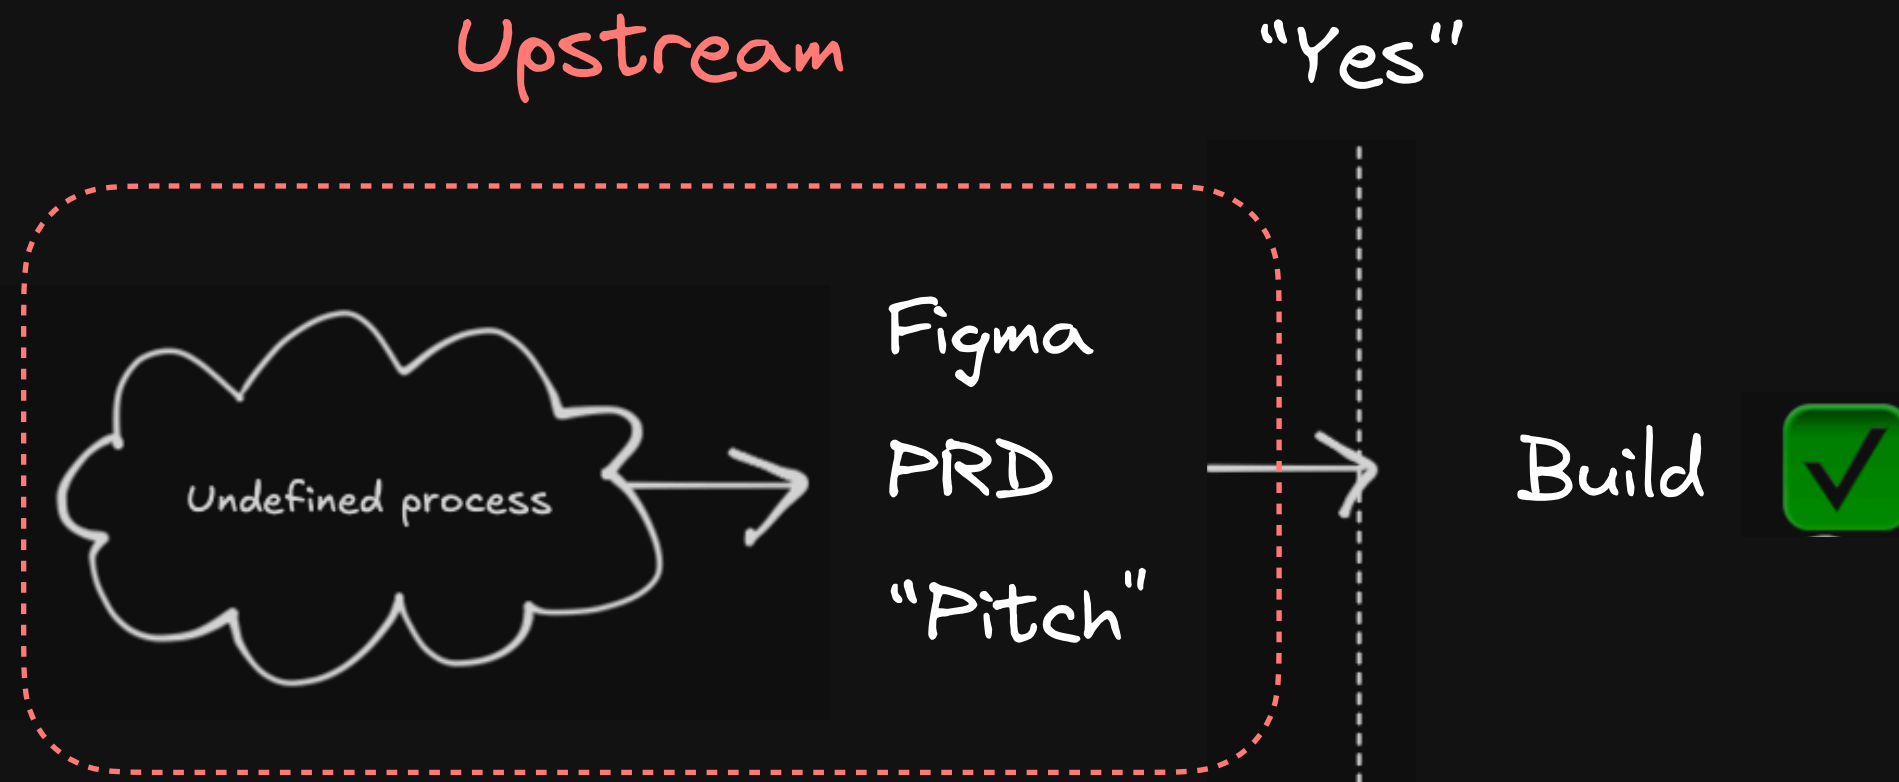 Upstream
"Yes"
Figma
PRD
Undefined process
Build
"Pitch"